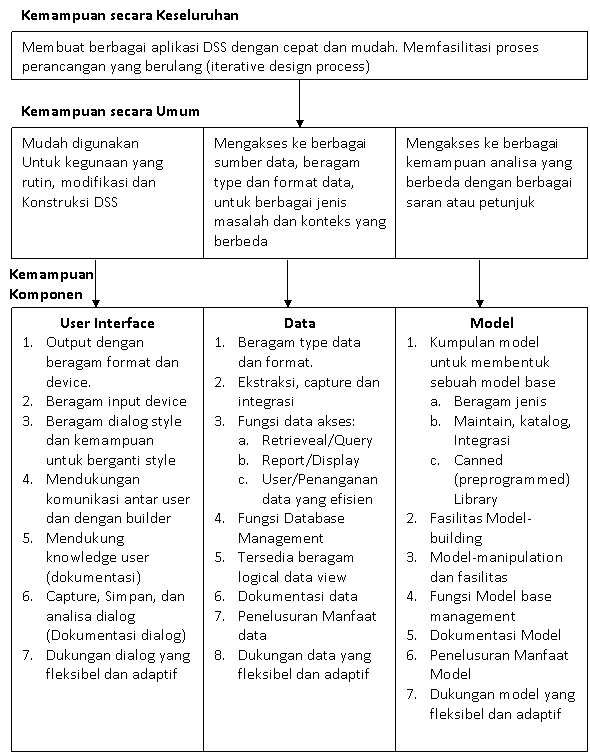 Kemampuan secara Keseluruhan
Membuat berbagai aplikasi DSS dengan cepat dan mudah. Memfasilitasi proses
perancangan yang berulang (iterative design process)
Kemampuan secara Umum
Mudah digunakan
Untuk kegunaan yang
rutin, modifikasi dan
Konstruksi DSS
Mengakses ke berbagai
sumber data, beragam
type dan format data,
untuk berbagai jenis
masalah dan konteks yang
berbeda
Mengakses ke berbagai
kemampuan analisa yang
berbeda dengan berbagai
saran atau petunjuk
Kemampuan
Komponen
User Interface
1. Output dengan
beragam format dan
device.
2. Beragam input device
3. Beragam dialog style
dan kemampuan
untuk berganti style
4. Mendukungan
komunikasi antar user
dan dengan builder
5. Mendukung
knowledge user
(dokumentasi)
6. Capture, Simpan, dan
analisa dialog
(Dokumentasi dialog)
7. Dukungan dialog yang
fleksibel dan adaptif
Data
1. Beragam type data
dan format.
2. Ekstraksi, capture dan
integrasi
3. Fungsi data akses:
a. Retrieveal/Query
b. Report/Display
c. User/Penanganan
data yang efisien
4. Fungsi Database
Management
5. Tersedia beragam
logical data view
6. Dokumentasi data
7. Penelusuran Manfaat
data
8. Dukungan data yang
fleksibel dan adaptif
Model
1. Kumpulan model
untuk membentuk
sebuah model base
a. Beragam jenis
b. Maintain, katalog,
Integrasi
c. Canned
(preprogrammed)
Library
2. Fasilitas Model-
building
3. Model-manipulation
dan fasilitas
4. Fungsi Model base
management
5. Dokumentasi Model
6. Penelusuran Manfaat
Model
7. Dukungan model yang
fleksibel dan adaptif